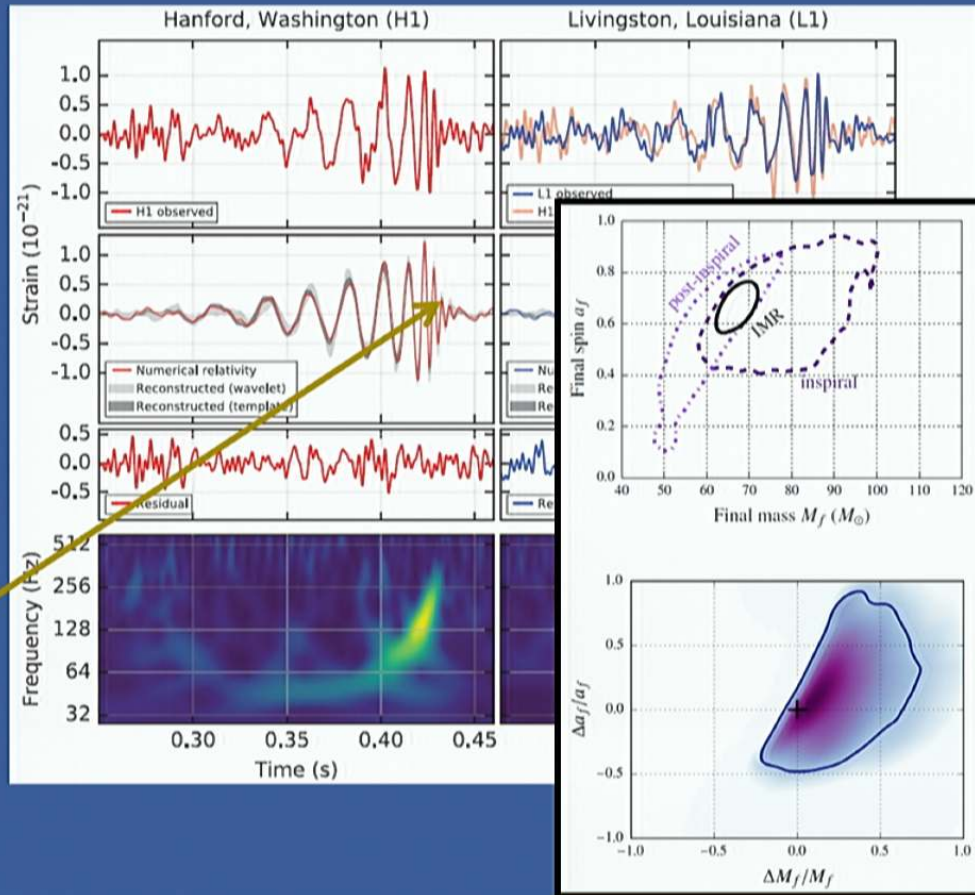 Hanford, Washington (H1)
Livingston, Louisiana (L1)
Strain (10⁻²¹)
1.0
0.5
0.0
-0.5
-1.0
H1 observed
L1 observed
H1
1.0
0.5
0.0
-0.5
-1.0
Numerical relativity
Reconstructed (wavelet)
Reconstructed (template)
Nu
Re
Re
0.5
0.0
-0.5
Residual
Re
Frequency (Hz)
512
256
128
64
32
0.30 0.35 0.40 0.45
Time (s)
Final spin a_f
1.0
0.8
0.6
0.4
0.2
0.0
post-inspiral
IMR
inspiral
40 50 60 70 80 90 100 110 120
Final mass M_f (M_⊙)
Δa_f/a_f
1.0
0.5
0.0
-0.5
-1.0
-1.0 -0.5 0.0 0.5 1.0
ΔM_f/M_f